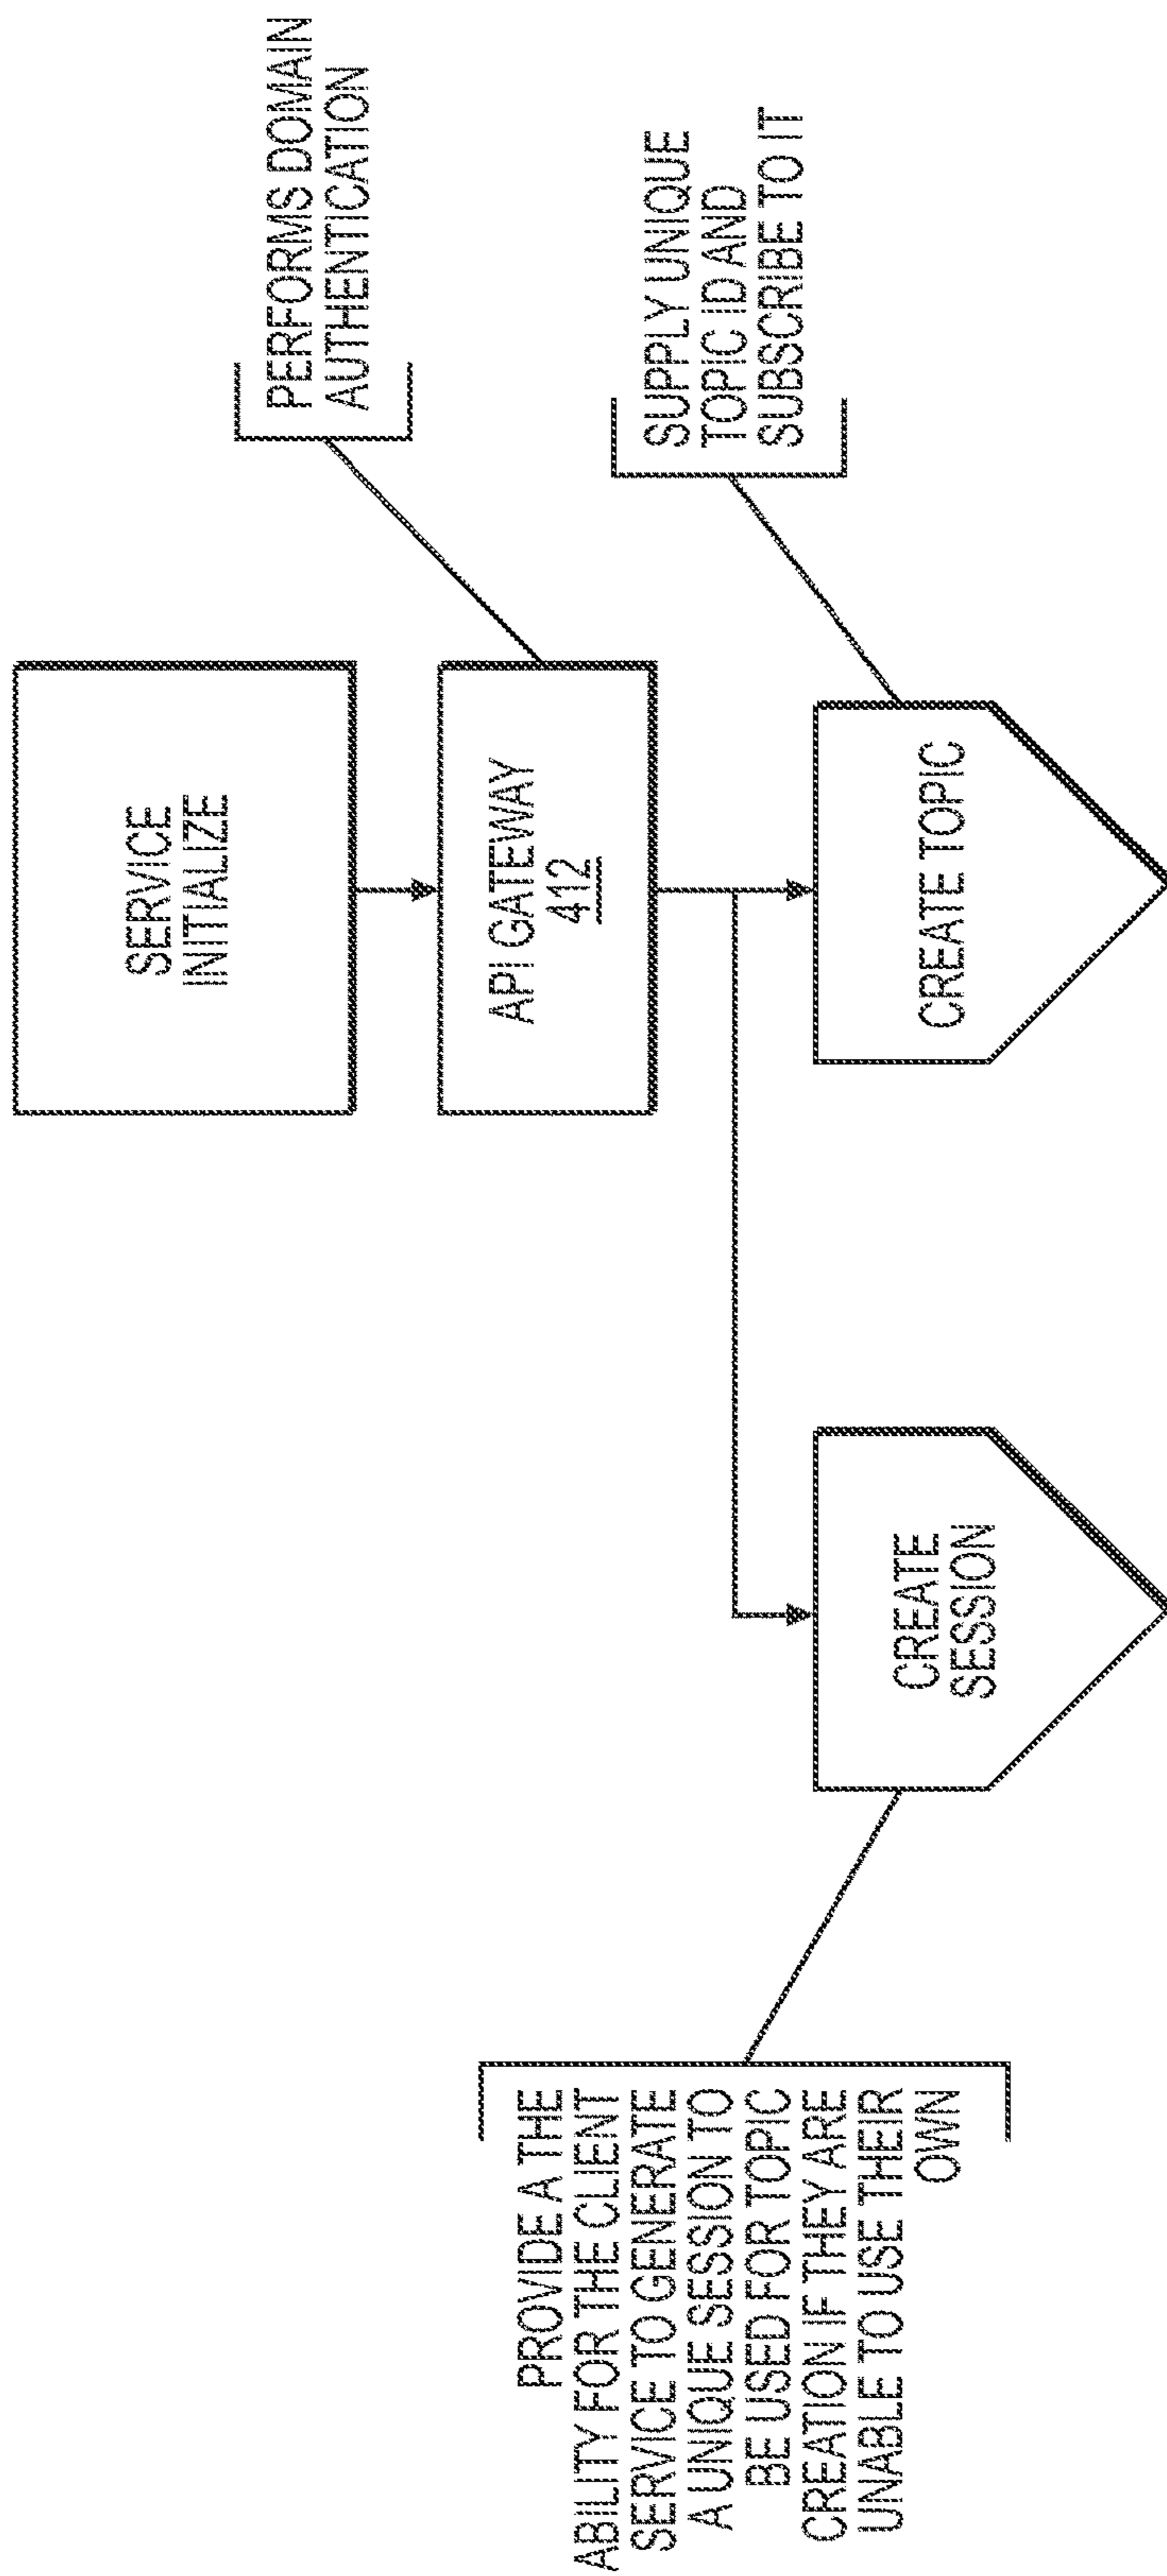 SERVICE
INITIALIZE
API GATEWAY
412
PERFORMS DOMAIN
AUTHENTICATION
CREATE TOPIC
SUPPLY UNIQUE
TOPIC ID AND
SUBSCRIBE TO IT
CREATE
SESSION
PROVIDE A THE
ABILITY FOR THE CLIENT
SERVICE TO GENERATE
A UNIQUE SESSION TO
BE USED FOR TOPIC
CREATION IF THEY ARE
UNABLE TO USE THEIR
OWN